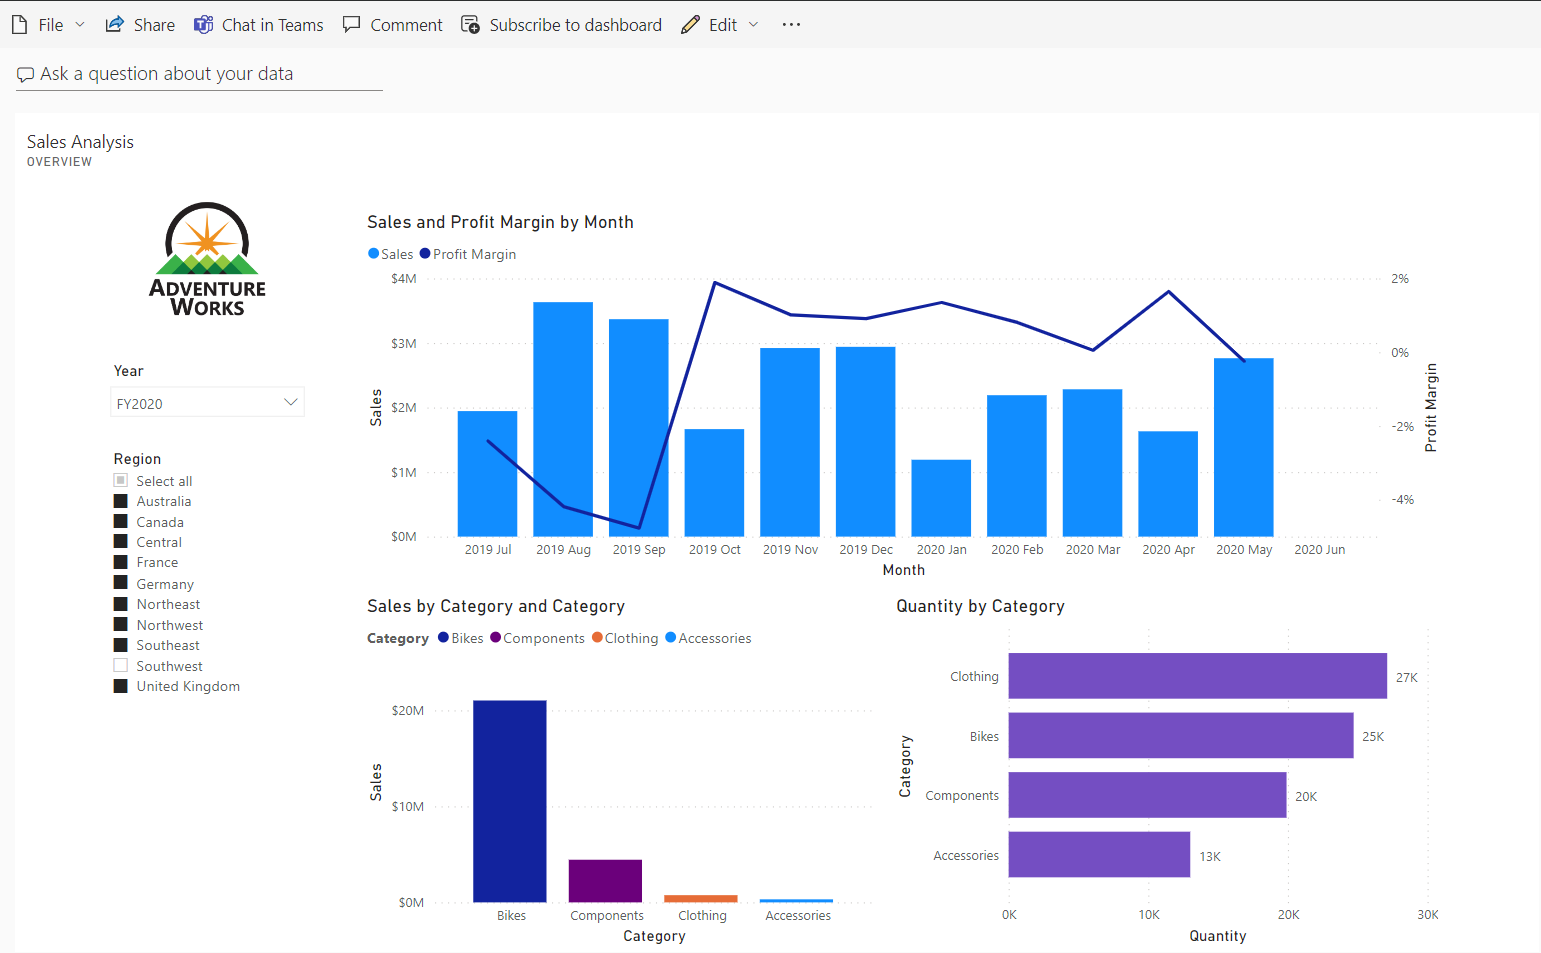 File Share Chat in Teams Comment Subscribe to dashboard Edit ···
Ask a question about your data
Sales Analysis
OVERVIEW
ADVENTURE
WORKS
Year
FY2020
Region
Select all
Australia
Canada
Central
France
Germany
Northeast
Northwest
Southeast
Southwest
United Kingdom
Sales and Profit Margin by Month
Sales Profit Margin
$4M
$3M
$2M
$1M
$0M
Sales
2%
0%
-2%
-4%
Profit Margin
2019 Jul 2019 Aug 2019 Sep 2019 Oct 2019 Nov 2019 Dec 2020 Jan 2020 Feb 2020 Mar 2020 Apr 2020 May 2020 Jun
Month
Sales by Category and Category
Category Bikes Components Clothing Accessories
$20M
$10M
$0M
Sales
Bikes Components Clothing Accessories
Category
Quantity by Category
Category
Clothing 27K
Bikes 25K
Components 20K
Accessories 13K
0K 10K 20K 30K
Quantity